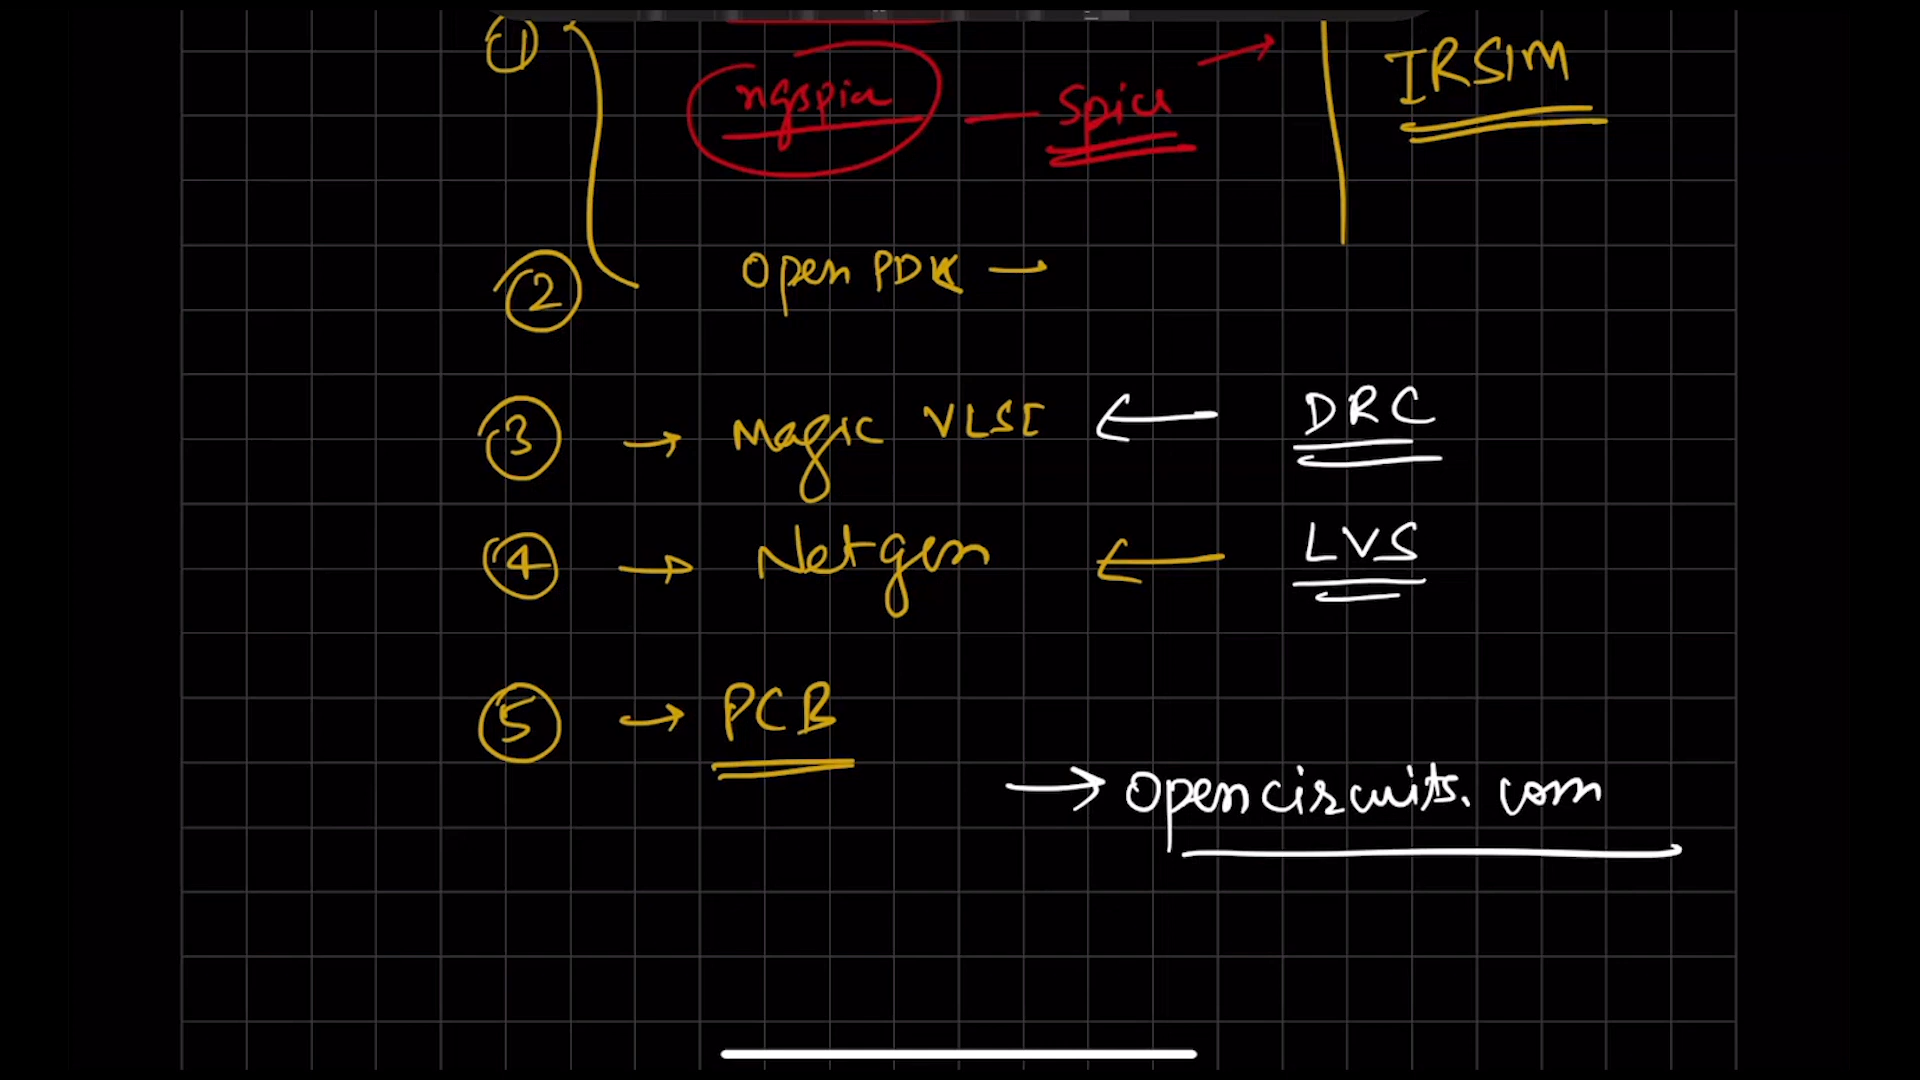 ① ngspice — Spice → IRSIM
② Open PDK →
③ → Magic VLSI ← DRC
④ → Netgen ← LVS
⑤ → PCB
→ Opencircuits.com